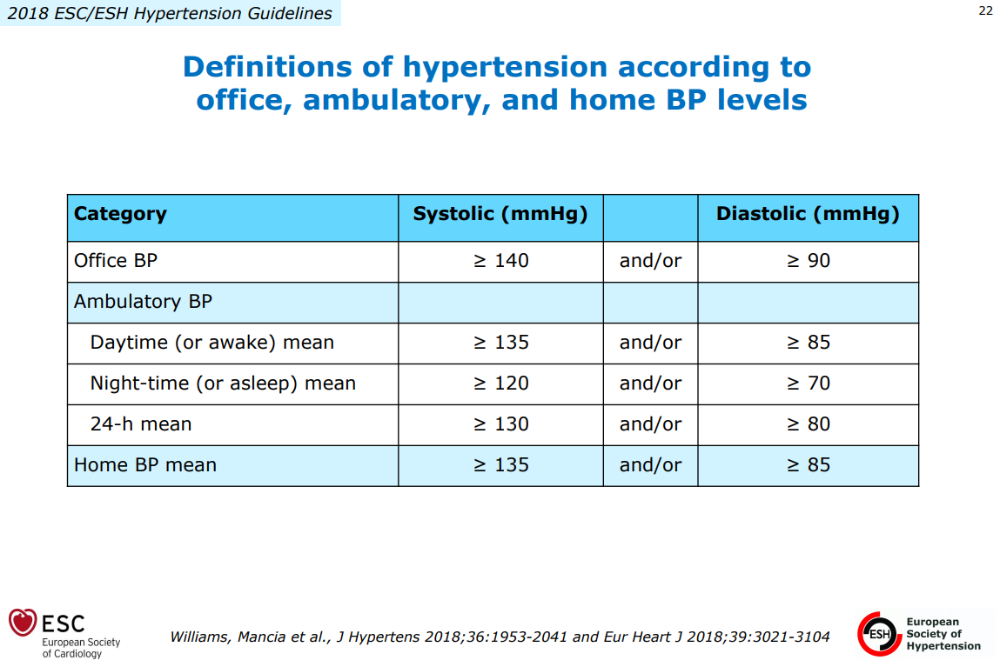 2018 ESC/ESH Hypertension Guidelines
22
Definitions of hypertension according to
office, ambulatory, and home BP levels
Category Systolic (mmHg) Diastolic (mmHg)
Office BP ≥ 140 and/or ≥ 90
Ambulatory BP
Daytime (or awake) mean ≥ 135 and/or ≥ 85
Night-time (or asleep) mean ≥ 120 and/or ≥ 70
24-h mean ≥ 130 and/or ≥ 80
Home BP mean ≥ 135 and/or ≥ 85
ESC
European Society
of Cardiology
Williams, Mancia et al., J Hypertens 2018;36:1953-2041 and Eur Heart J 2018;39:3021-3104
ESH
European
Society of
Hypertension